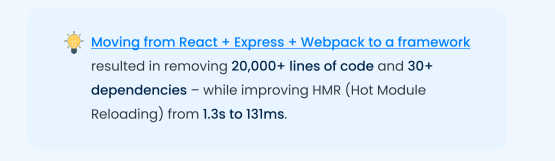 Moving from React + Express + Webpack to a framework
resulted in removing 20,000+ lines of code and 30+
dependencies – while improving HMR (Hot Module
Reloading) from 1.3s to 131ms.